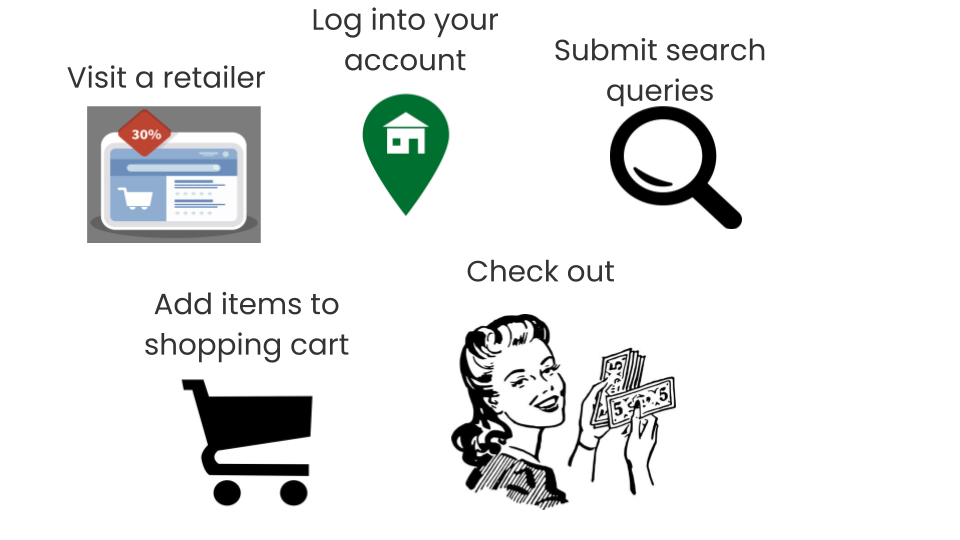 Log into your
account
Visit a retailer
Submit search
queries
30%
Check out
Add items to
shopping cart
5
5
5